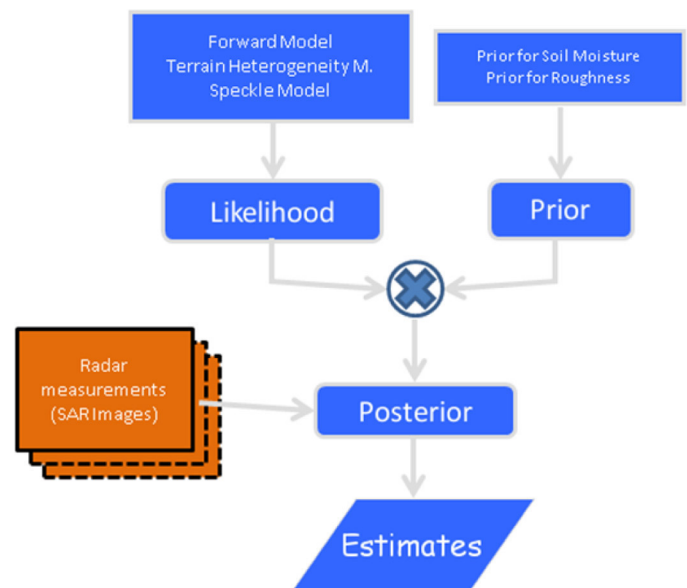 Forward Model
Terrain Heterogeneity M.
Speckle Model
Prior for Soil Moisture
Prior for Roughness
Likelihood
Prior
Radar
measurements
(SAR Images)
Posterior
Estimates